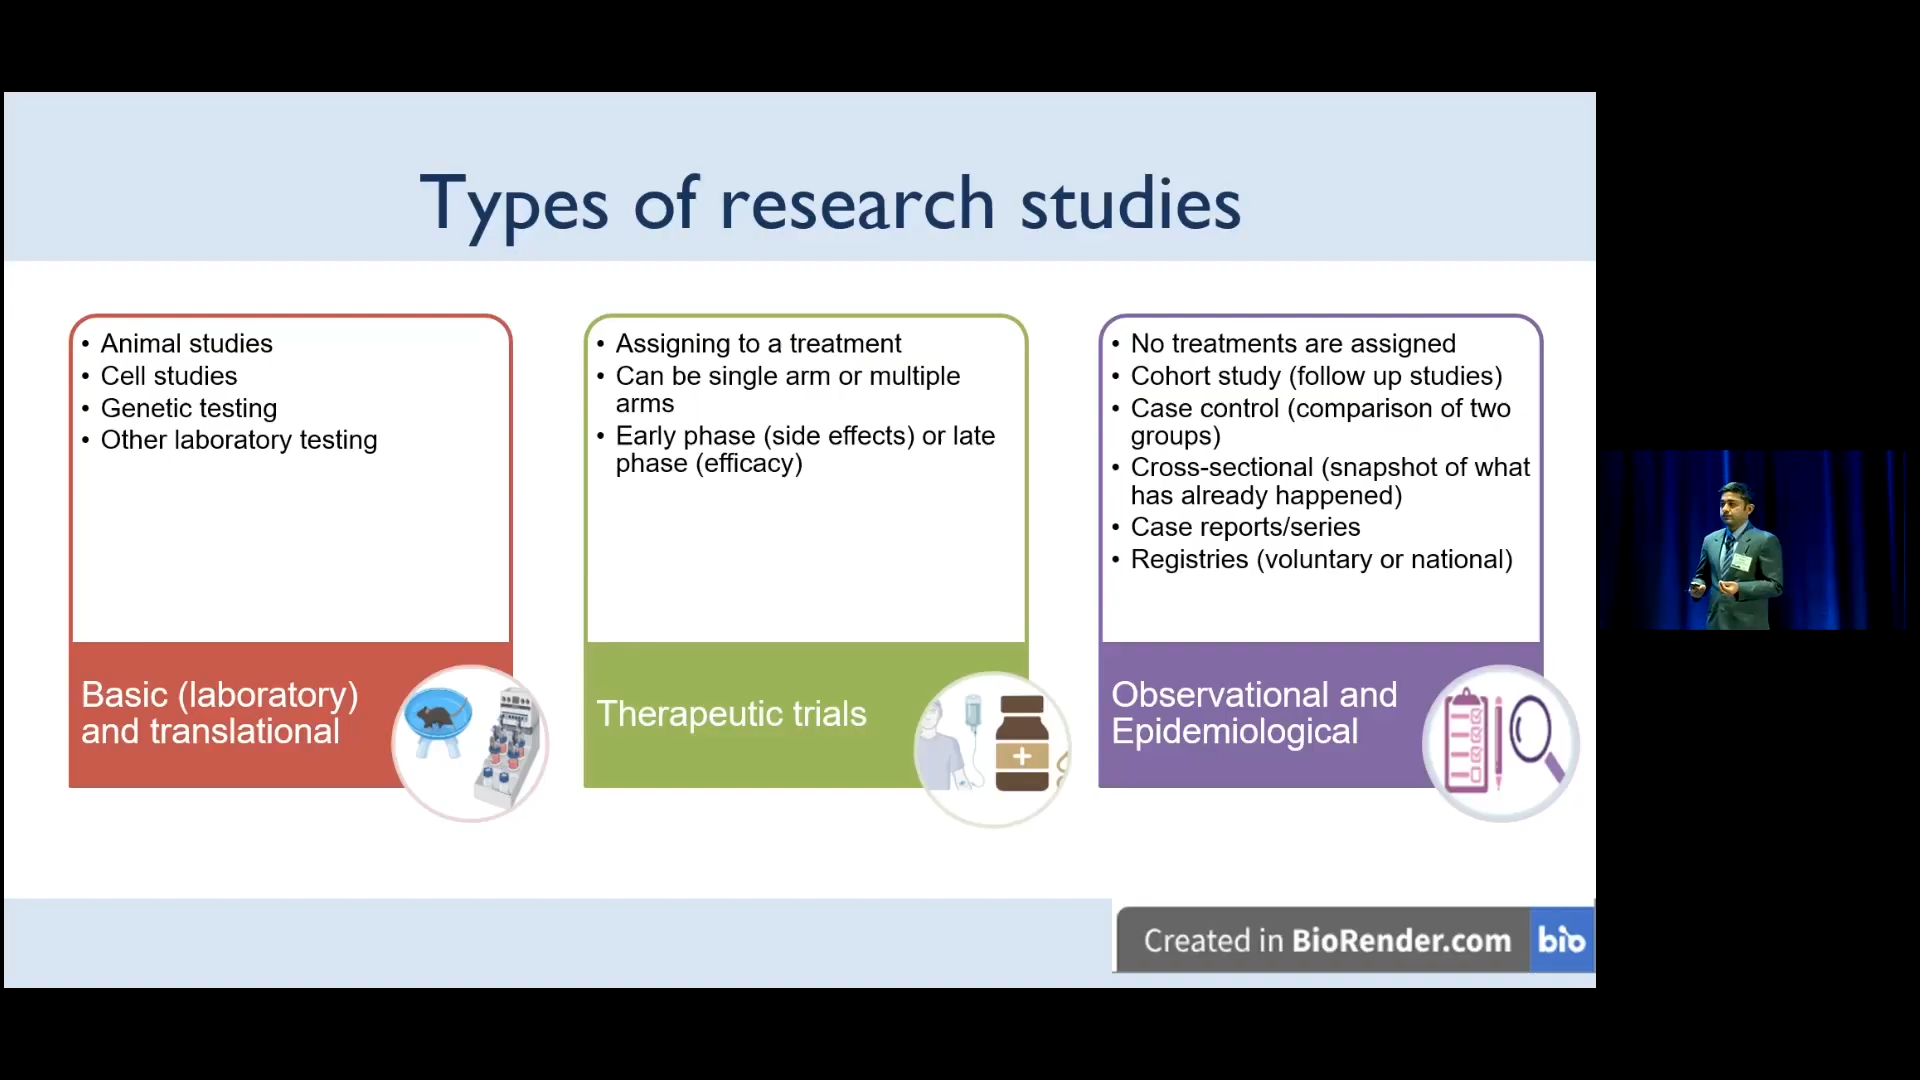 Types of research studies
• Animal studies
• Cell studies
• Genetic testing
• Other laboratory testing
Basic (laboratory)
and translational
• Assigning to a treatment
• Can be single arm or multiple
arms
• Early phase (side effects) or late
phase (efficacy)
Therapeutic trials
• No treatments are assigned
• Cohort study (follow up studies)
• Case control (comparison of two
groups)
• Cross-sectional (snapshot of what
has already happened)
• Case reports/series
• Registries (voluntary or national)
Observational and
Epidemiological
Created in BioRender.com bio